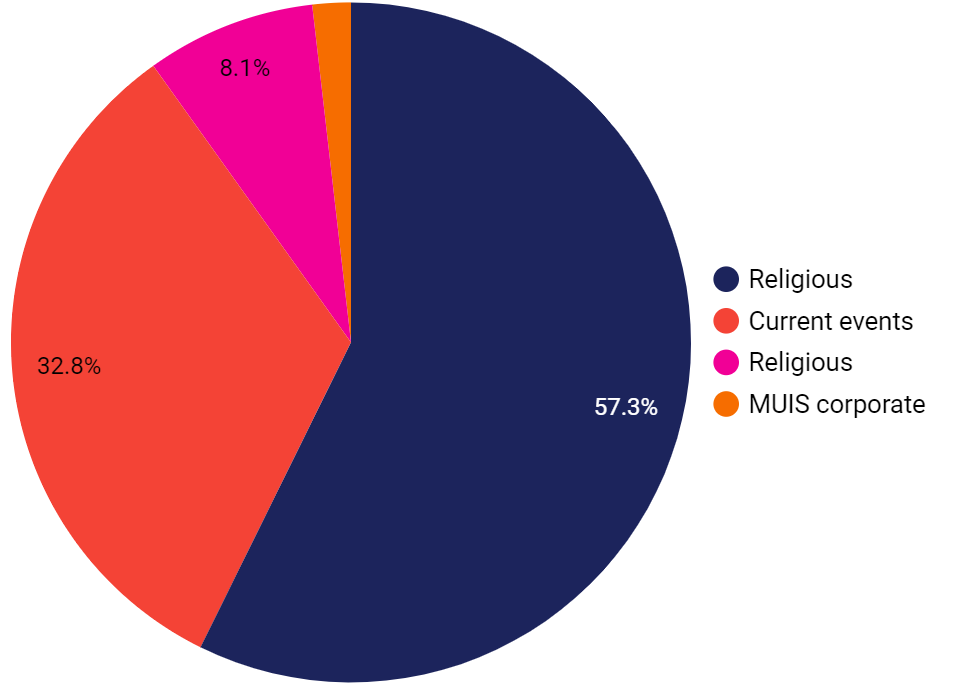 8.1%
Religious
Current events
32.8%
Religious
57.3%
MUIS corporate